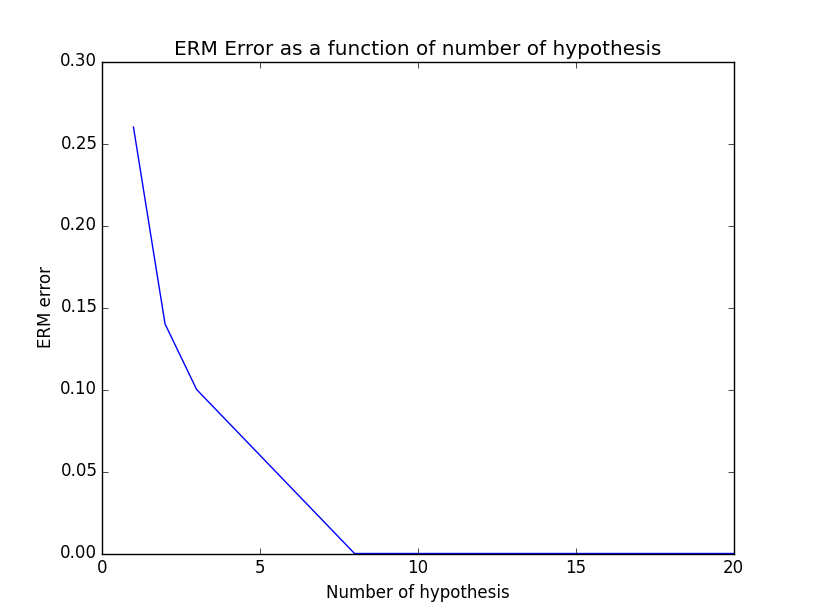 ERM Error as a function of number of hypothesis
0.30
0.25
0.20
0.15
0.10
0.05
0.00
ERM error
0 5 10 15 20
Number of hypothesis